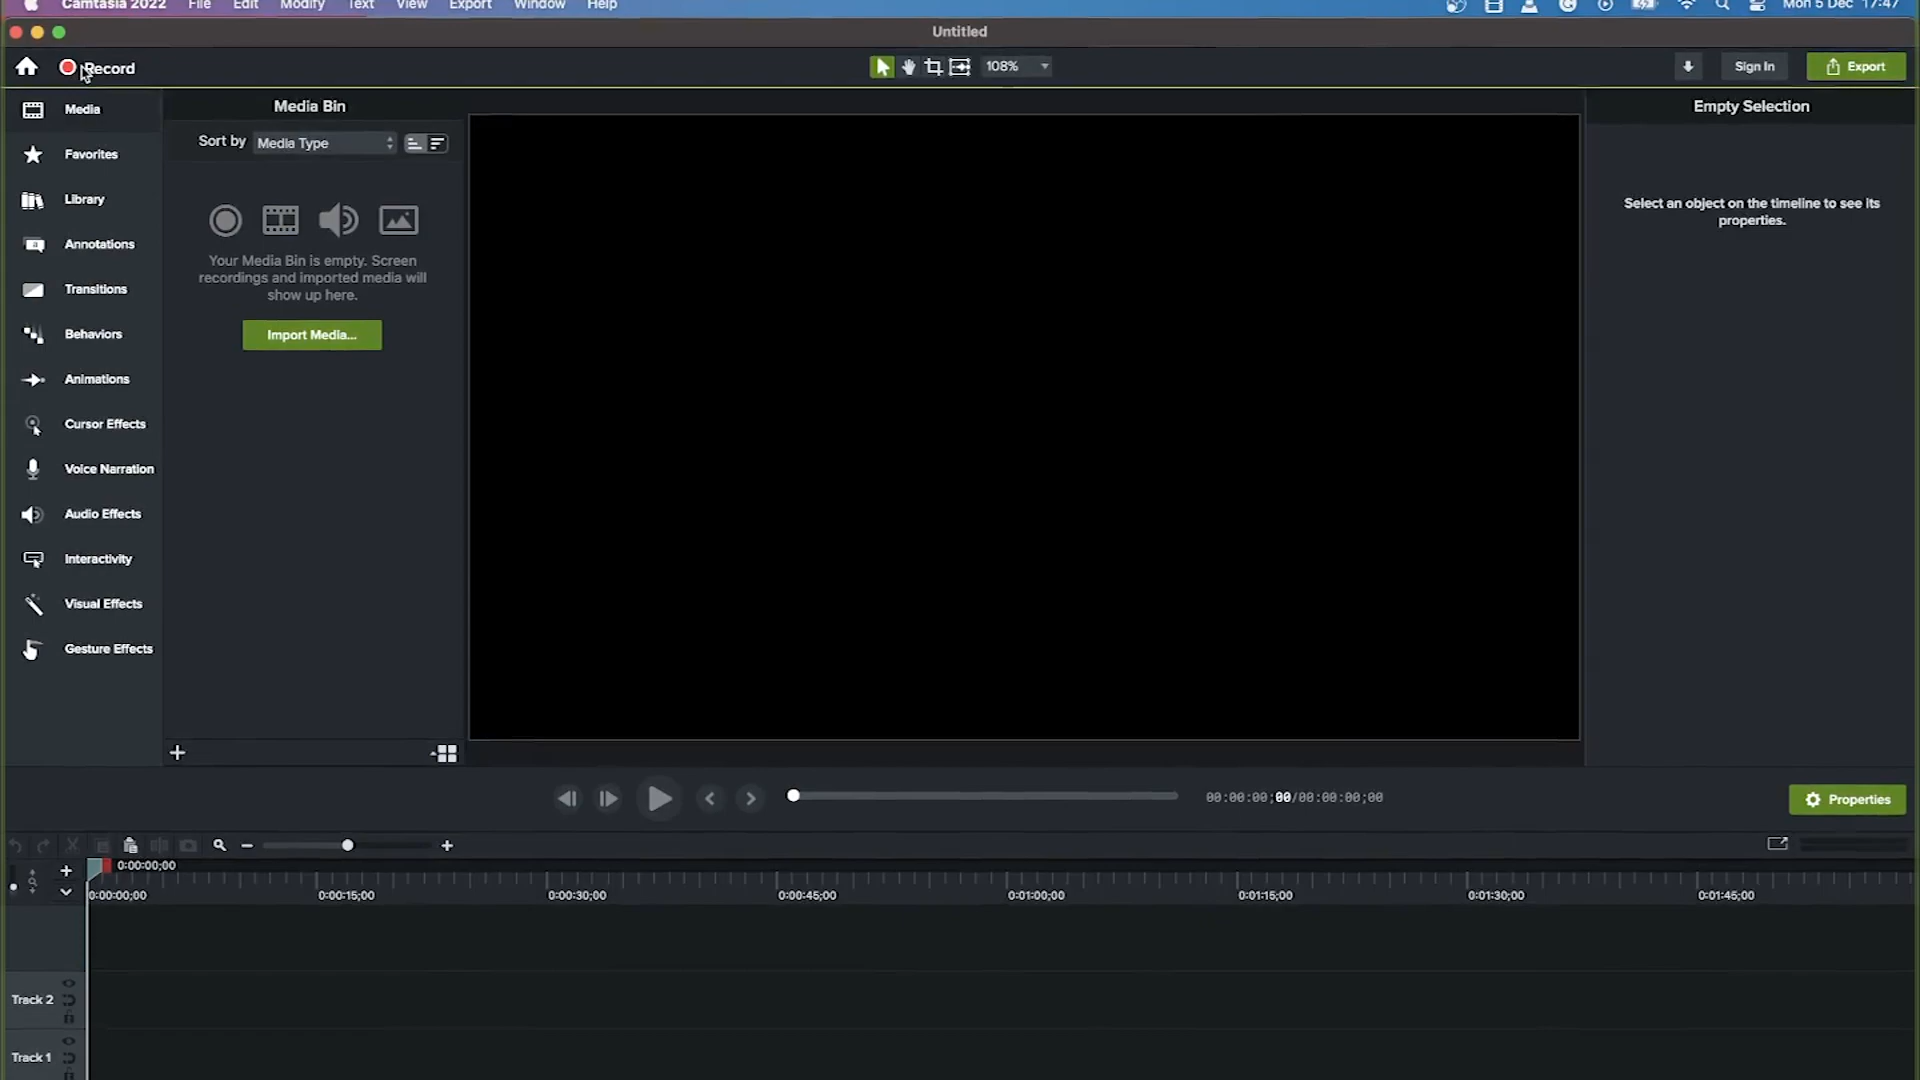 Camtasia 2022 File Edit Modify Text View Export Window Help Mon 5 Dec 17:47
Untitled
Record 108% Sign In Export
Media
Favorites
Library
Annotations
Transitions
Behaviors
Animations
Cursor Effects
Voice Narration
Audio Effects
Interactivity
Visual Effects
Gesture Effects
Media Bin
Sort by Media Type
Your Media Bin is empty. Screen
recordings and imported media will
show up here.
Import Media...
Empty Selection
Select an object on the timeline to see its
properties.
00:00:00;00/00:00:00;00
Properties
0:00:00;00
0:00:00;00 0:00:15;00 0:00:30;00 0:00:45;00 0:01:00;00 0:01:15;00 0:01:30;00 0:01:45;00
Track 2
Track 1